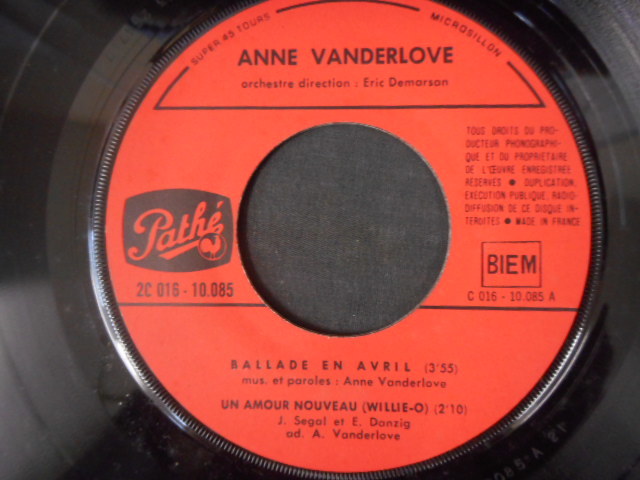 SUPER 45 TOURS
MICROSILLON
ANNE VANDERLOVE
orchestre direction : Eric Demarsan
TOUS DROITS DU PRO-
DUCTEUR PHONOGRAPHI-
QUE ET DU PROPRIETAIRE
DE L'ŒUVRE ENREGISTREE
RESERVES ● DUPLICATION,
EXECUTION PUBLIQUE, RADIO-
DIFFUSION DE CE DISQUE IN-
TERDITES ● MADE IN FRANCE
Pathé
2C 016 - 10.085
BIEM
C 016 - 10.085 A
BALLADE EN AVRIL (3'55)
mus. et paroles : Anne Vanderlove
UN AMOUR NOUVEAU (WILLIE-O) (2'10)
J. Segal et E. Danzig
ad. A. Vanderlove